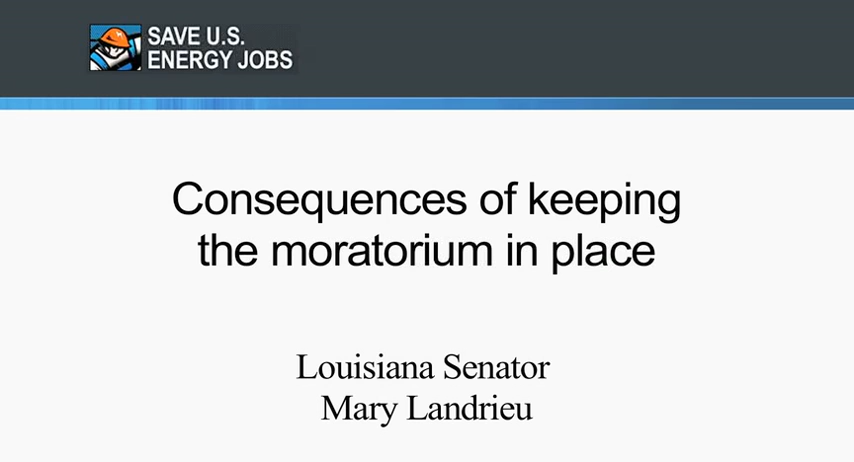 SAVE U.S.
ENERGY JOBS
Consequences of keeping
the moratorium in place
Louisiana Senator
Mary Landrieu